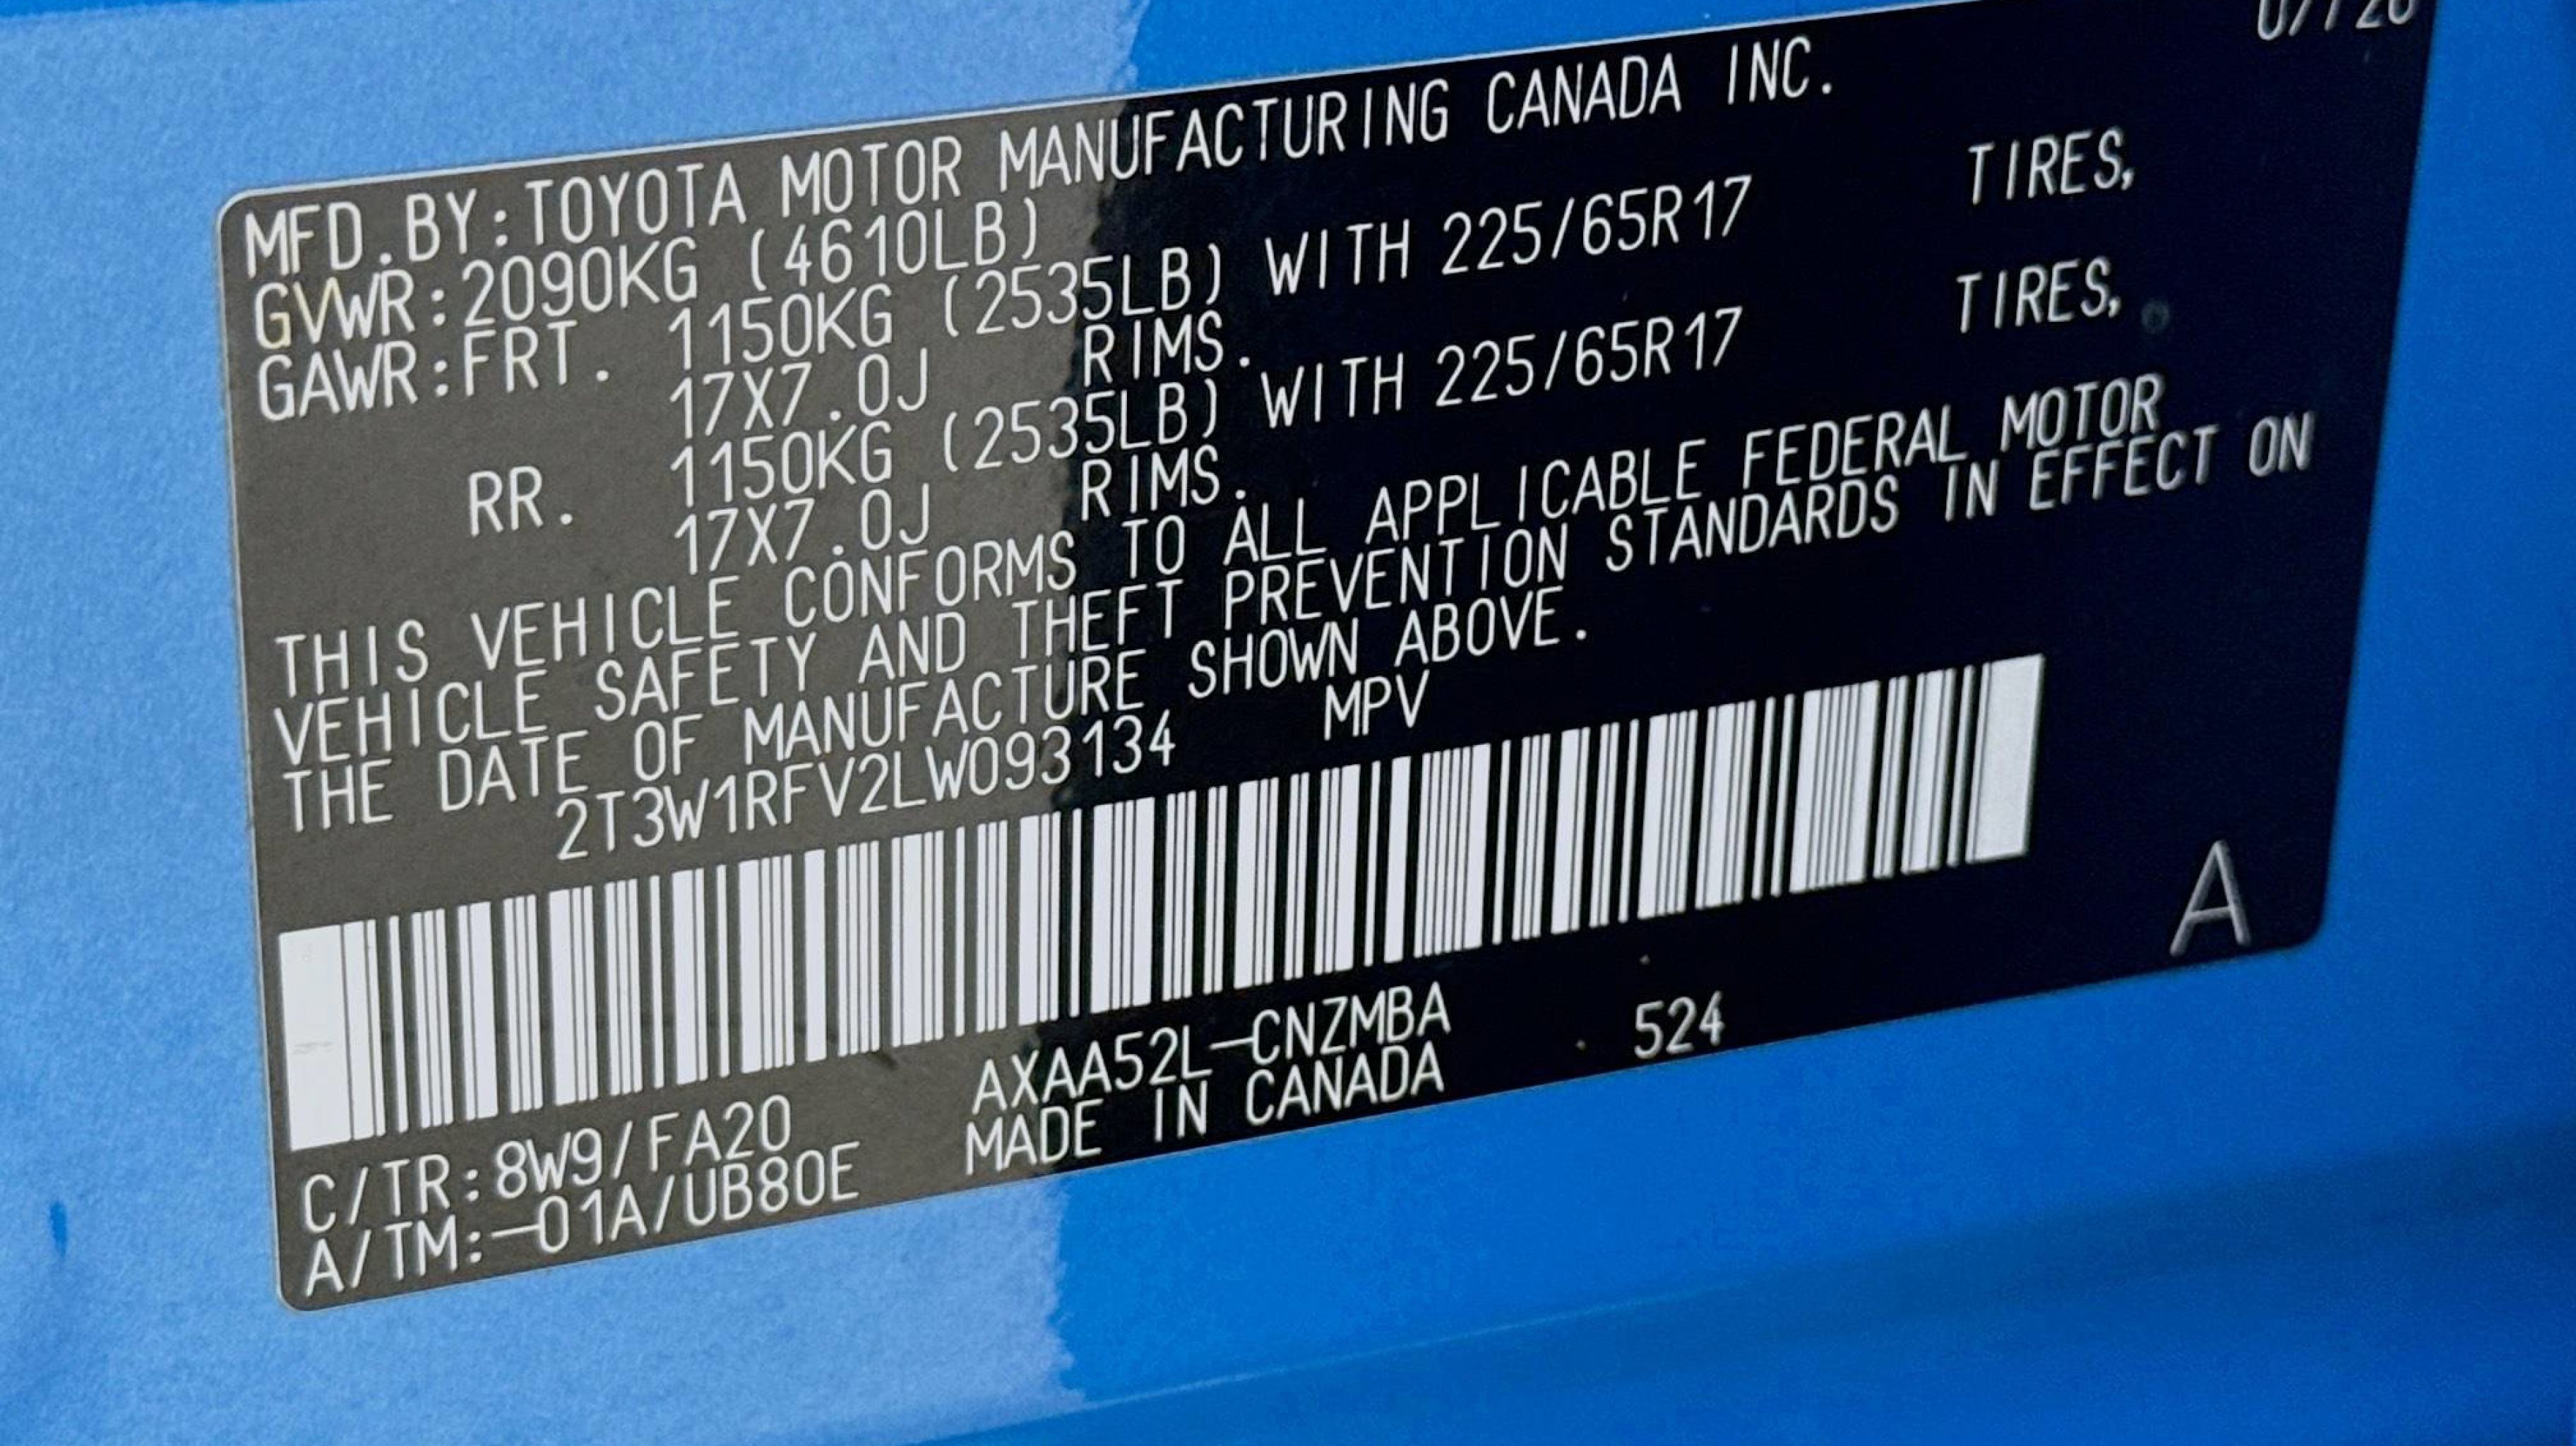 07/20
MFD.BY:TOYOTA MOTOR MANUFACTURING CANADA INC.
GVWR:2090KG (4610LB)
GAWR:FRT. 1150KG (2535LB) WITH 225/65R17 TIRES,
17X7.0J RIMS.
RR. 1150KG (2535LB) WITH 225/65R17 TIRES,
17X7.0J RIMS.
THIS VEHICLE CONFORMS TO ALL APPLICABLE FEDERAL MOTOR
VEHICLE SAFETY AND THEFT PREVENTION STANDARDS IN EFFECT ON
THE DATE OF MANUFACTURE SHOWN ABOVE.
2T3W1RFV2LW093134 MPV
A
C/TR:8W9/FA20 AXAA52L-CNZMBA 524
A/TM:-01A/UB80E MADE IN CANADA